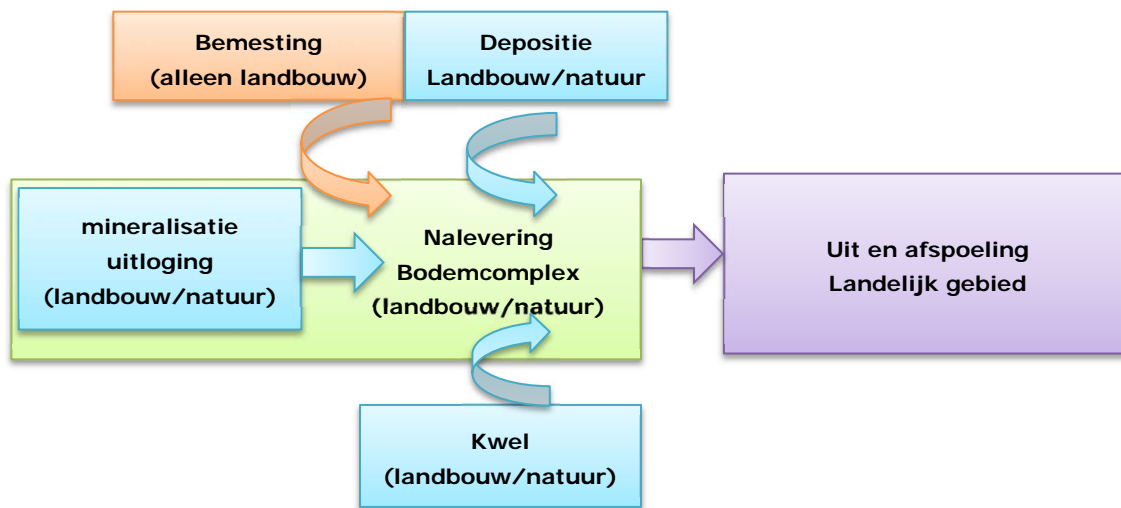 Bemesting
(alleen landbouw)
Depositie
Landbouw/natuur
mineralisatie
uitloging
(landbouw/natuur)
Nalevering
Bodemcomplex
(landbouw/natuur)
Uit en afspoeling
Landelijk gebied
Kwel
(landbouw/natuur)